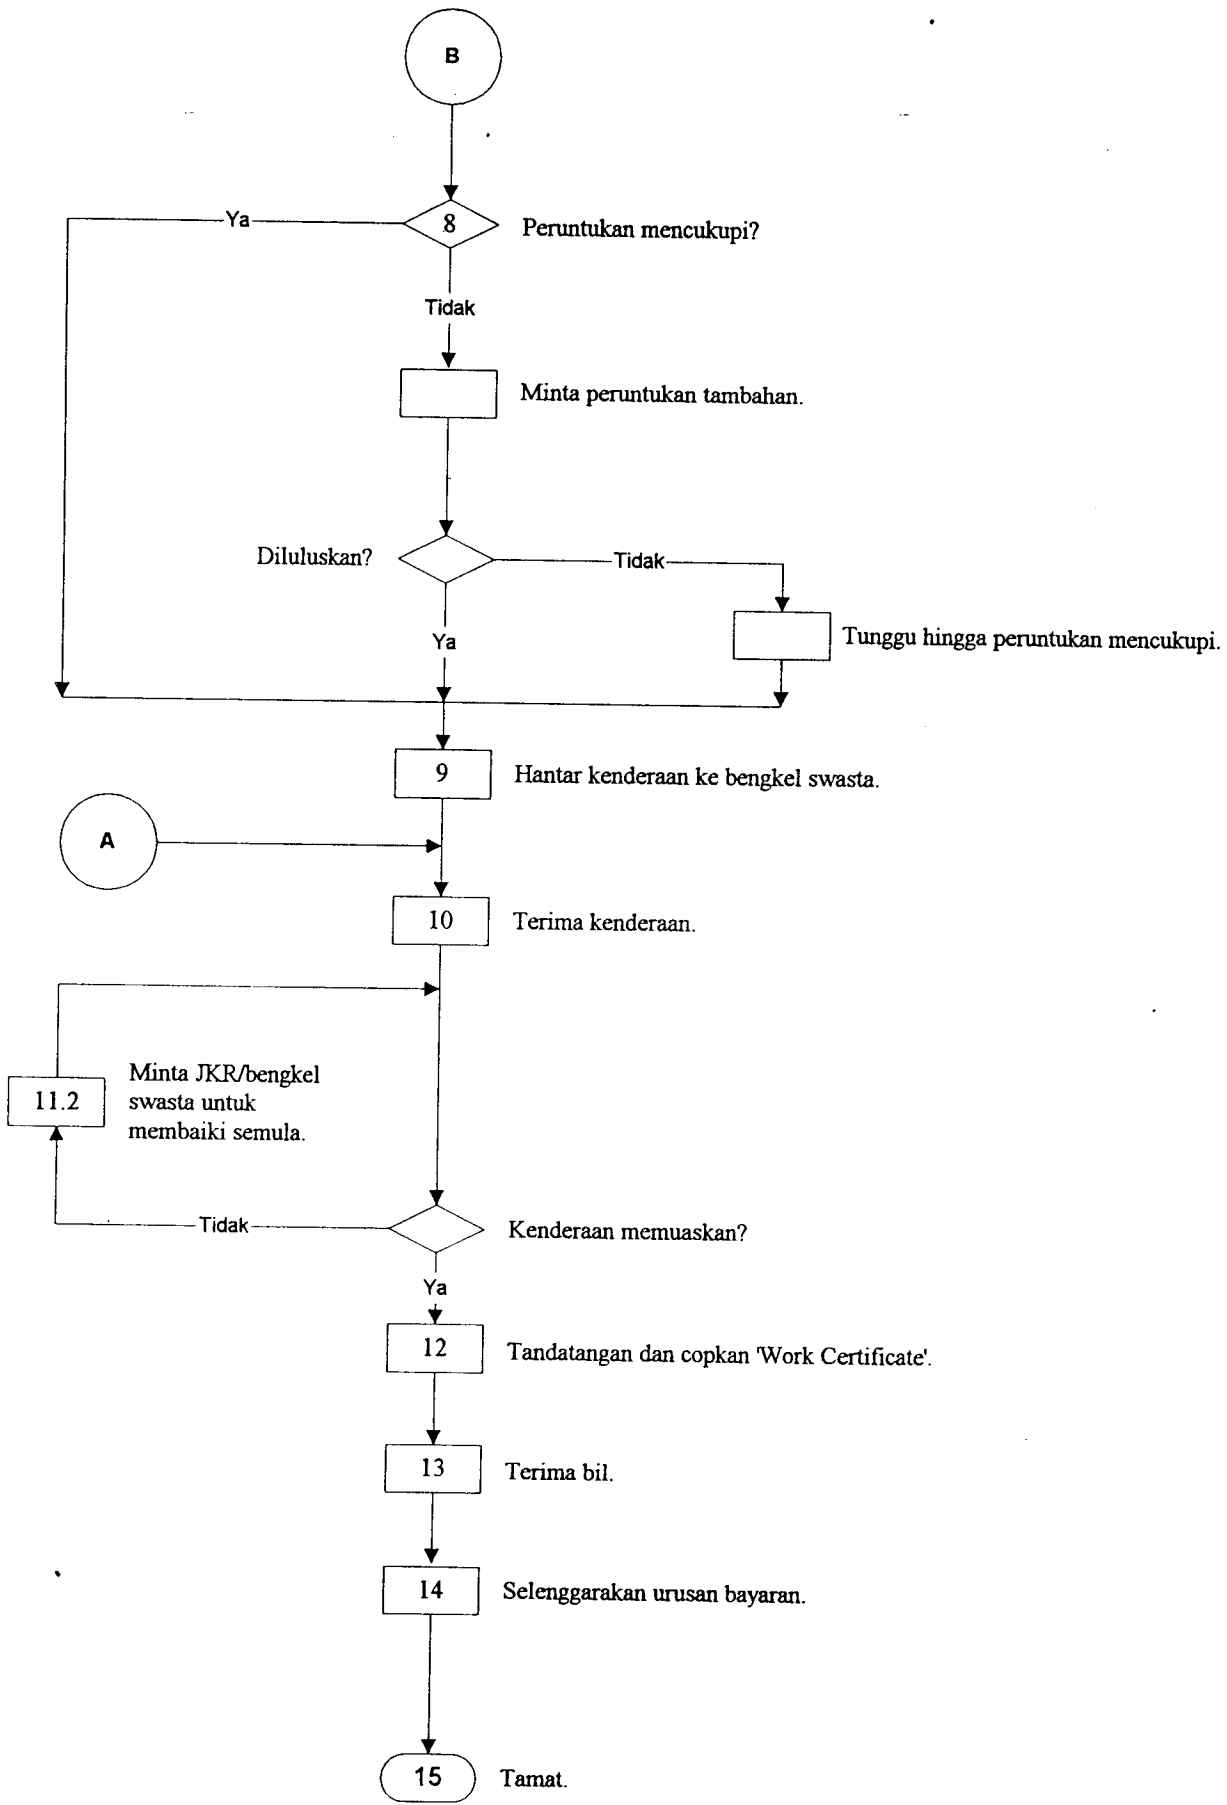 B
Ya
8
Peruntukan mencukupi?
Tidak
Minta peruntukan tambahan.
Diluluskan?
Tidak
Ya
Tunggu hingga peruntukan mencukupi.
9
Hantar kenderaan ke bengkel swasta.
A
10
Terima kenderaan.
11.2
Minta JKR/bengkel
swasta untuk
membaiki semula.
Tidak
Kenderaan memuaskan?
Ya
12
Tandatangan dan copkan 'Work Certificate'.
13
Terima bil.
14
Selenggarakan urusan bayaran.
15
Tamat.